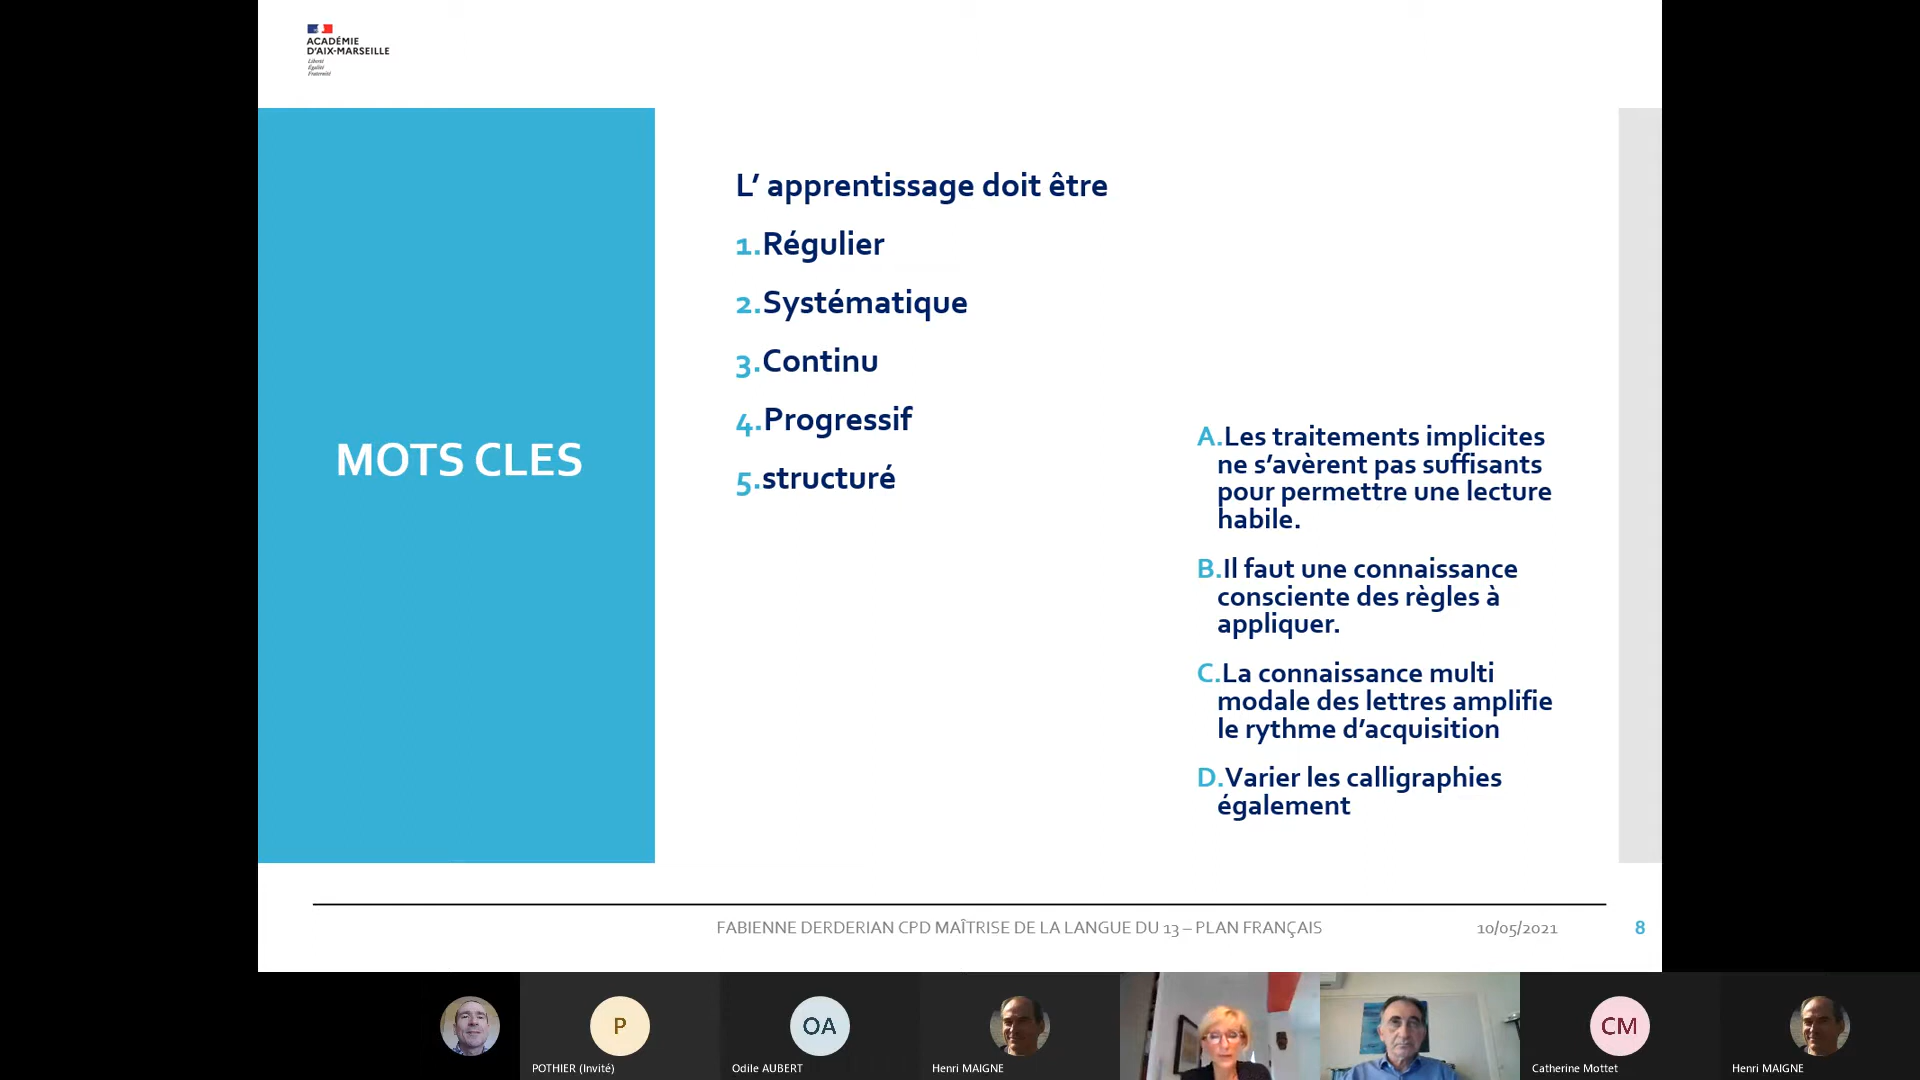 ACADÉMIE
D'AIX-MARSEILLE
Liberté
Égalité
Fraternité
MOTS CLES
L’ apprentissage doit être
1.Régulier
2.Systématique
3.Continu
4.Progressif
5.structuré
A.Les traitements implicites
ne s’avèrent pas suffisants
pour permettre une lecture
habile.
B.Il faut une connaissance
consciente des règles à
appliquer.
C.La connaissance multi
modale des lettres amplifie
le rythme d’acquisition
D.Varier les calligraphies
également
FABIENNE DERDERIAN CPD MAÎTRISE DE LA LANGUE DU 13 – PLAN FRANÇAIS
10/05/2021
8
P
OA
CM
POTHIER (Invité)
Odile AUBERT
Henri MAIGNE
Catherine Mottet
Henri MAIGNE